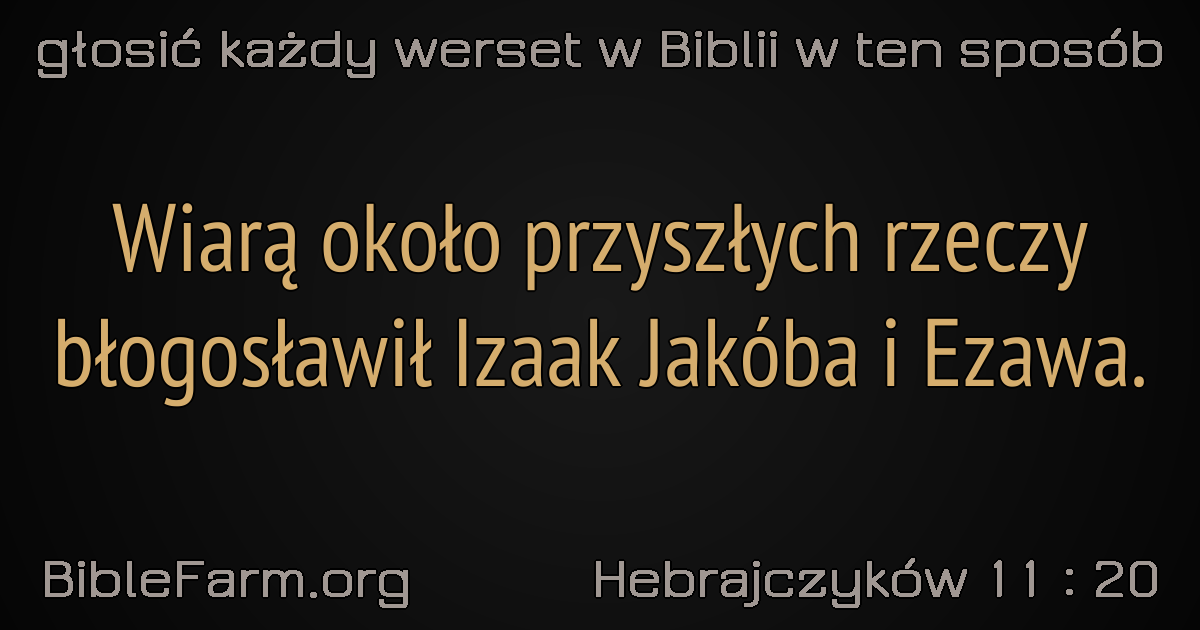 głosić każdy werset w Biblii w ten sposób
Wiarą około przyszłych rzeczy
błogosławił Izaak Jakóba i Ezawa.
BibleFarm.org
Hebrajczyków 11 : 20